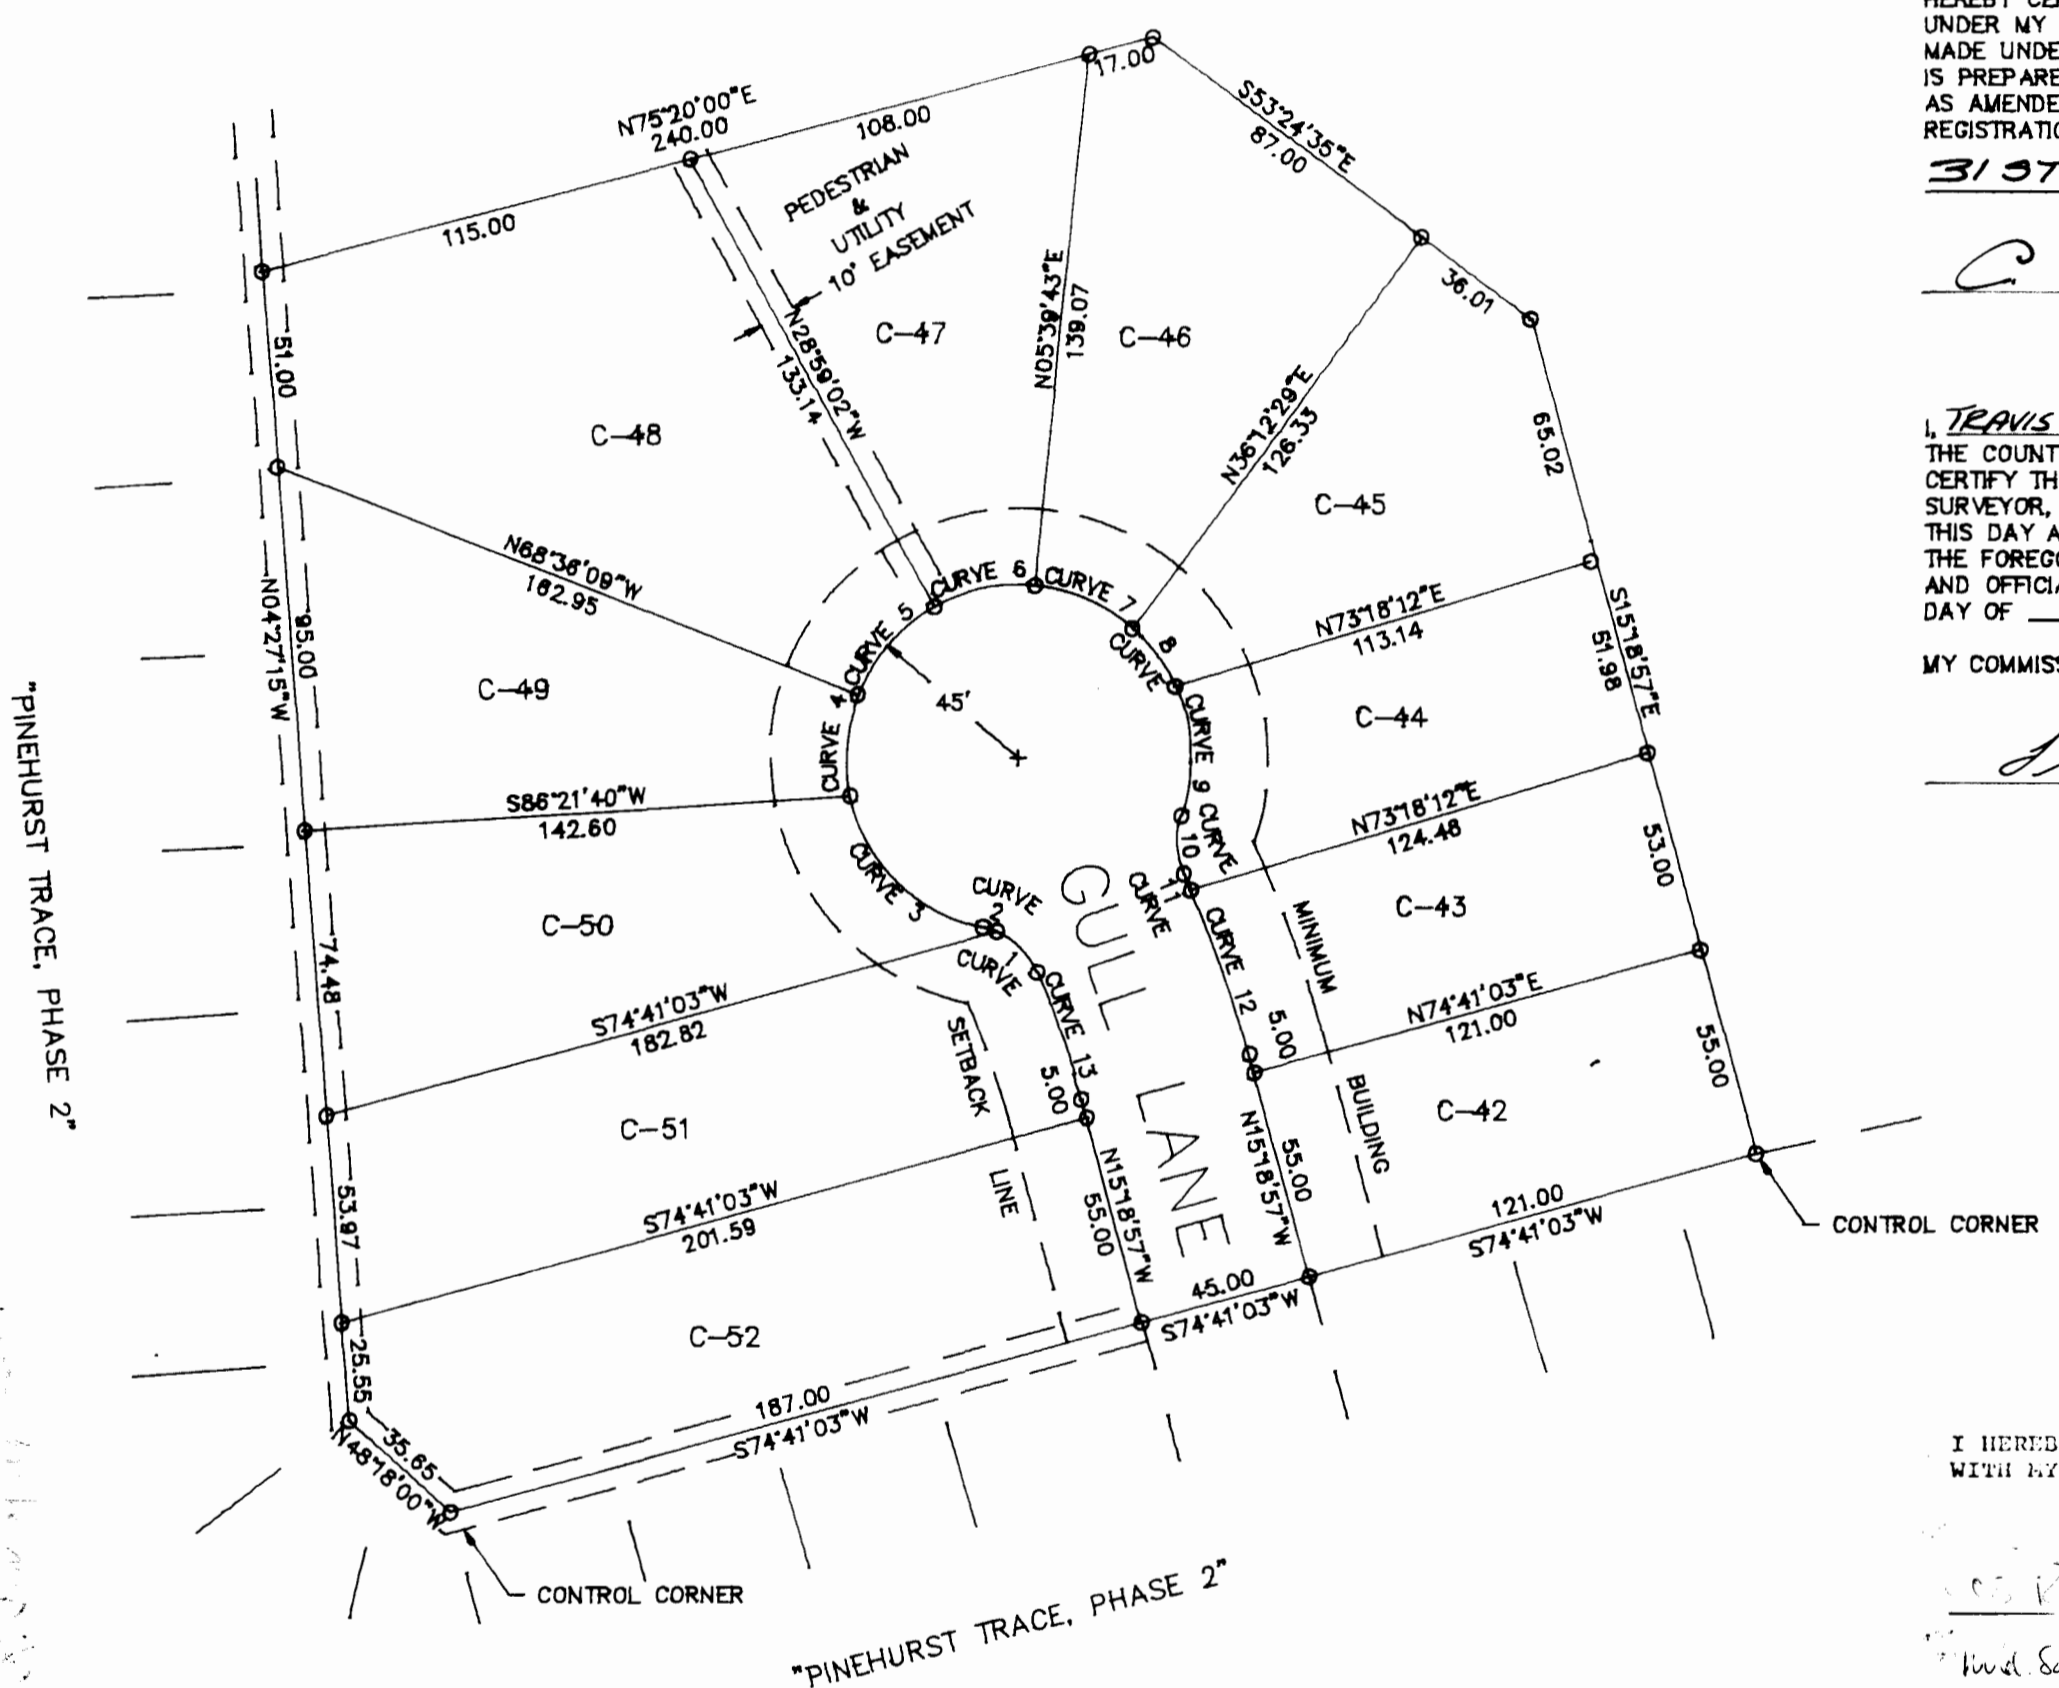 HEREBY CE
UNDER MY
MADE UNDE
IS PREPARE
AS AMENDE
REGISTRATIO
31ST
I, TRAVIS
THE COUNT
CERTIFY TH
SURVEYOR,
THIS DAY A
THE FOREGO
AND OFFICIA
DAY OF
MY COMMISS
I HEREB
WITH MY
17.00
N75°20'00"E
240.00
108.00
115.00
S53°24'35"E
87.00
36.01
PEDESTRIAN
&
UTILITY
10' EASEMENT
N28°59'02"W
133.14
C-47
N05°39'43"E
139.07
C-46
N36°12'29"E
126.33
65.02
51.00
C-48
C-45
N68°36'09"W
162.95
N04°27'15"W
95.00
C-49
CURVE 4
CURVE 5
CURVE 6
CURVE 7
CURVE 8
CURVE 9
45'
N73°18'12"E
113.14
S15°18'57"E
51.98
C-44
S86°21'40"W
142.60
N73°18'12"E
124.48
53.00
CURVE 10
CURVE 11
CURVE 12
CURVE 3
CURVE 2
CURVE 1
CURVE 13
C-50
C-43
74.48
S74°41'03"W
182.82
GULL LANE
MINIMUM
BUILDING
SETBACK
LINE
5.00
5.00
N74°41'03"E
121.00
55.00
C-51
C-42
53.97
S74°41'03"W
201.59
N15°18'57"W
55.00
N15°18'57"W
55.00
121.00
S74°41'03"W
CONTROL CORNER
45.00
S74°41'03"W
C-52
25.55
187.00
S74°41'03"W
35.65
N48°18'00"W
CONTROL CORNER
"PINEHURST TRACE, PHASE 2"
"PINEHURST TRACE, PHASE 2"